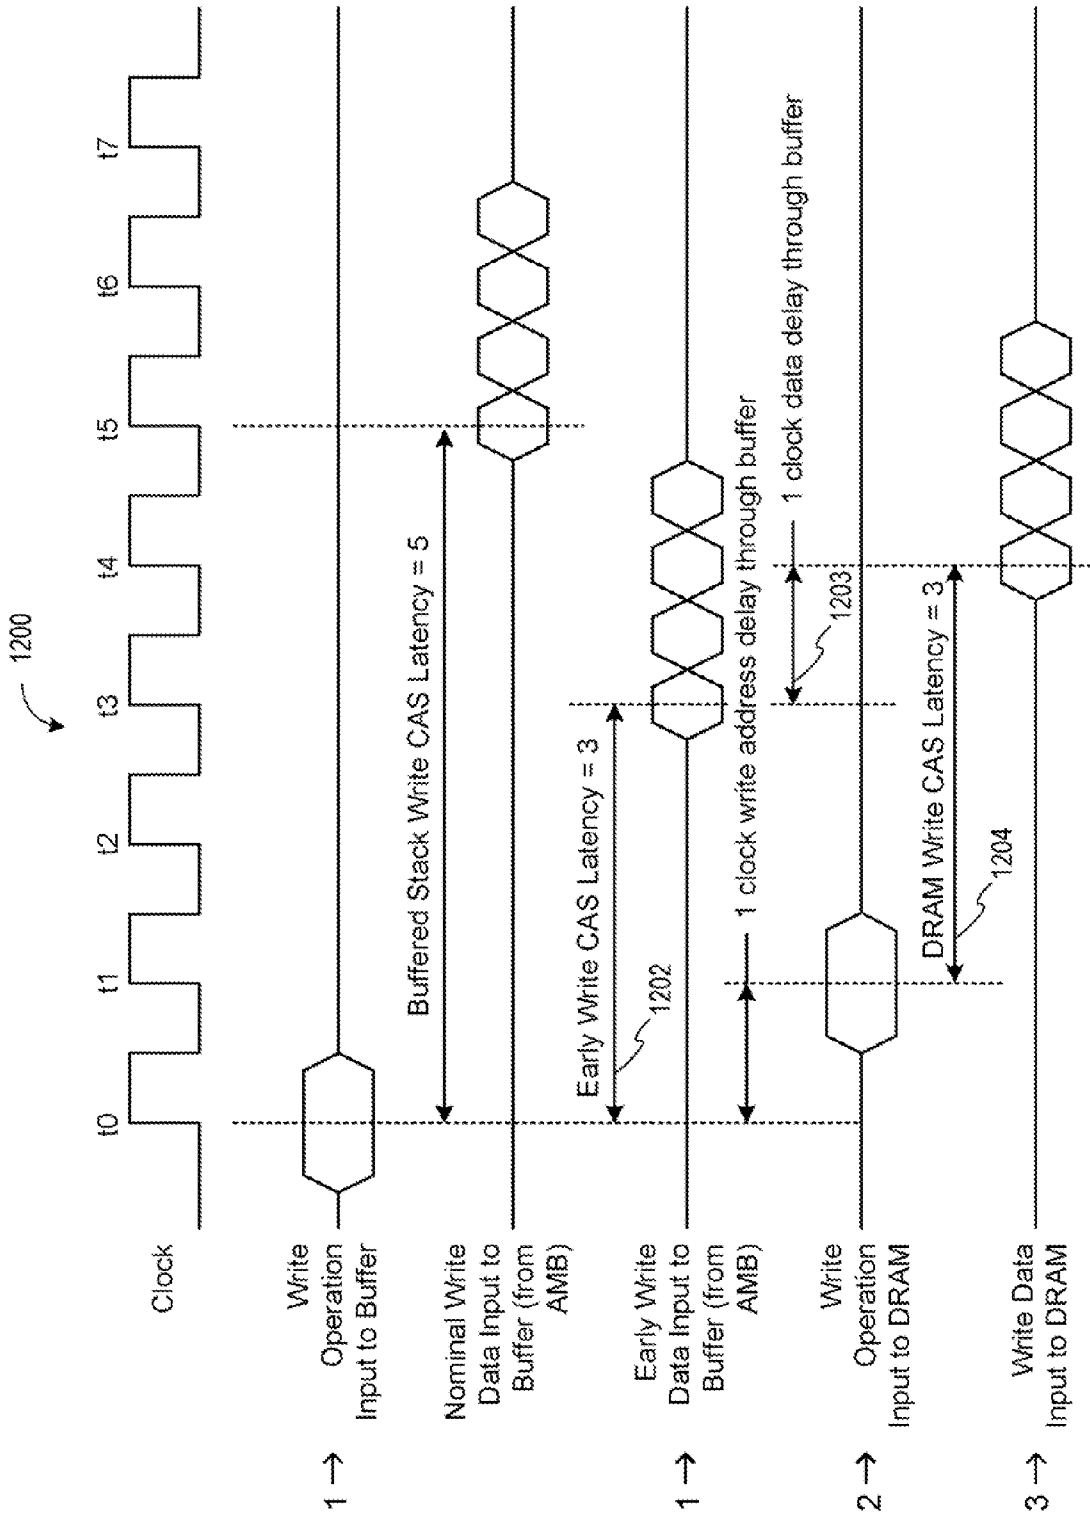 1200
t0 t1 t2 t3 t4 t5 t6 t7
Clock
1 →
Write
Operation
Input to Buffer
Buffered Stack Write CAS Latency = 5
Nominal Write
Data Input to
Buffer (from
AMB)
Early Write CAS Latency = 3
1202
1 →
Early Write
Data Input to
Buffer (from
AMB)
1 clock write address delay through buffer
1 clock data delay through buffer
1203
2 →
Write
Operation
Input to DRAM
DRAM Write CAS Latency = 3
1204
3 →
Write Data
Input to DRAM